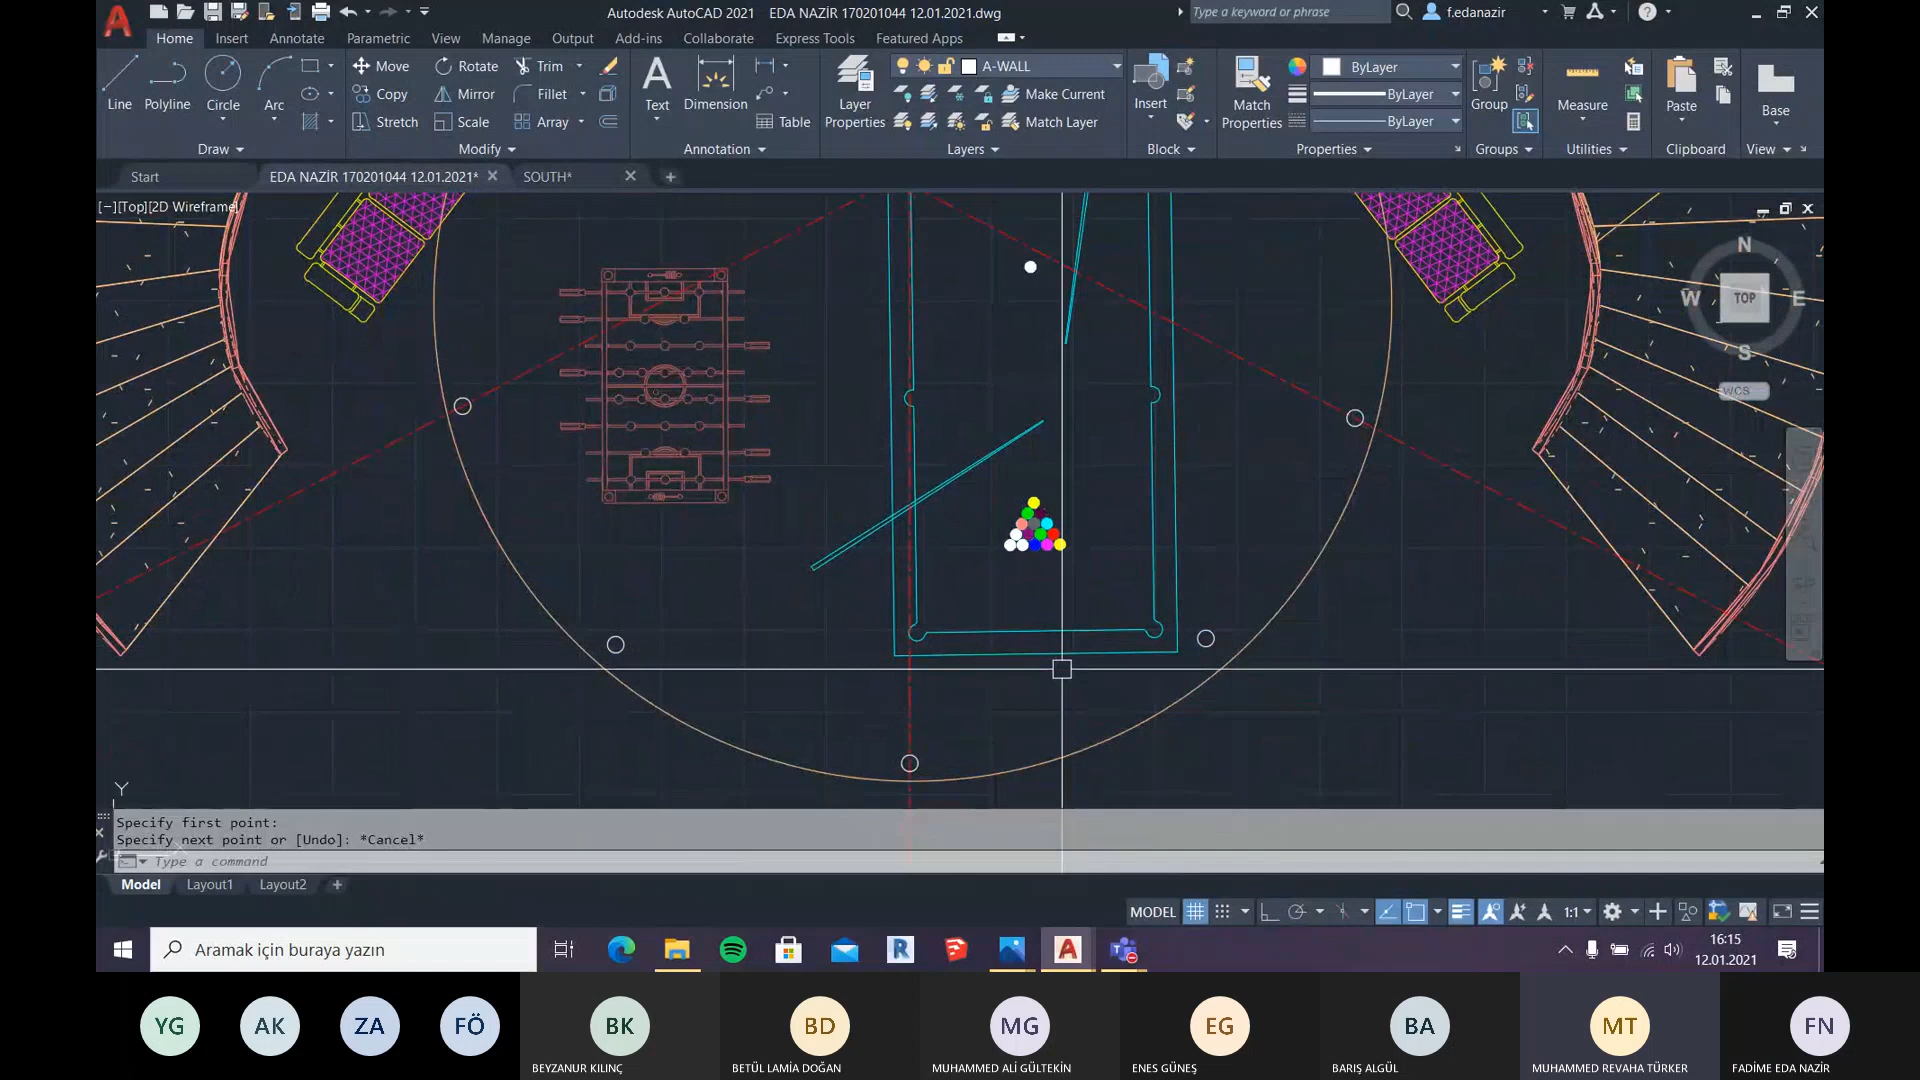 Autodesk AutoCAD 2021 EDA NAZİR 170201044 12.01.2021.dwg
Type a keyword or phrase
f.edanazir
Home Insert Annotate Parametric View Manage Output Add-ins Collaborate Express Tools Featured Apps
Line Polyline Circle Arc
Move Rotate Trim
Copy Mirror Fillet
Stretch Scale Array
Text Dimension Table
Layer Properties
A-WALL
Make Current
Match Layer
Insert
Match Properties
ByLayer
ByLayer
ByLayer
Group
Measure
Paste
Base
Draw Modify Annotation Layers Block Properties Groups Utilities Clipboard View
Start EDA NAZİR 170201044 12.01.2021* SOUTH*
[−][Top][2D Wireframe]
N
W TOP E
S
WCS
Y
Specify first point:
Specify next point or [Undo]: *Cancel*
Type a command
Model Layout1 Layout2
MODEL 1:1
Aramak için buraya yazın
R
A
16:15
12.01.2021
YG AK ZA FÖ BK BD MG EG BA MT FN
BEYZANUR KILINÇ BETÜL LAMİA DOĞAN MUHAMMED ALİ GÜLTEKİN ENES GÜNEŞ BARIŞ ALGÜL MUHAMMED REVAHA TÜRKER FADİME EDA NAZİR